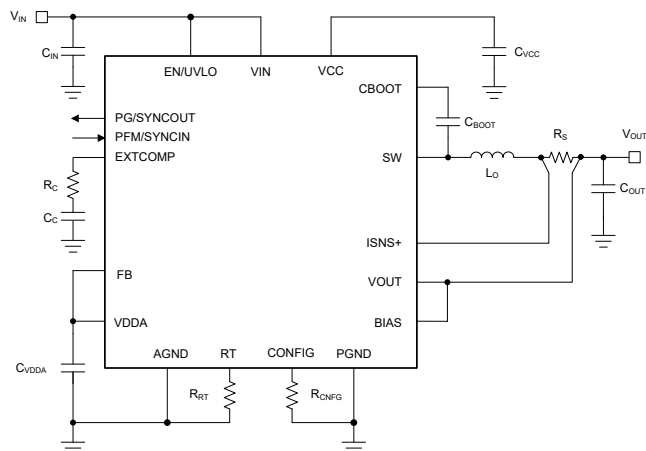 VIN
CIN
EN/UVLO VIN VCC
CVCC
CBOOT
PG/SYNCOUT
PFM/SYNCIN
EXTCOMP
CBOOT
SW
RS
VOUT
LO
COUT
RC
CC
ISNS+
FB
VOUT
VDDA
BIAS
CVDDA
AGND RT CONFIG PGND
RRT
RCNFG